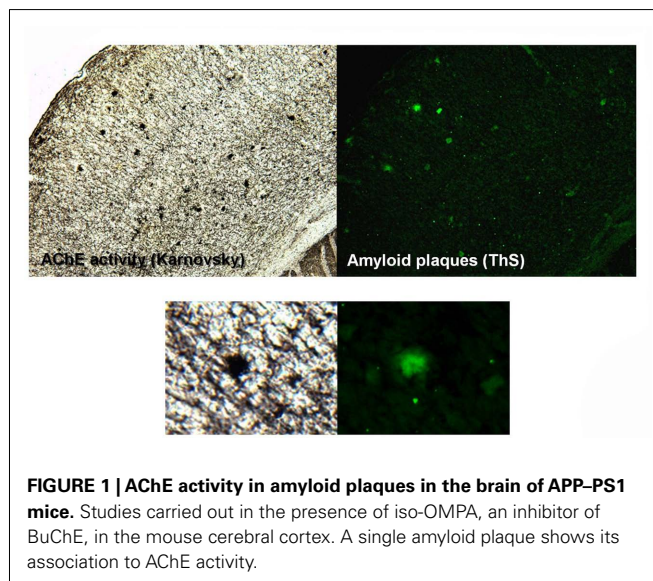 AChE activity (Karnovsky)
Amyloid plaques (ThS)
FIGURE 1 | AChE activity in amyloid plaques in the brain of APP–PS1
mice. Studies carried out in the presence of iso-OMPA, an inhibitor of
BuChE, in the mouse cerebral cortex. A single amyloid plaque shows its
association to AChE activity.